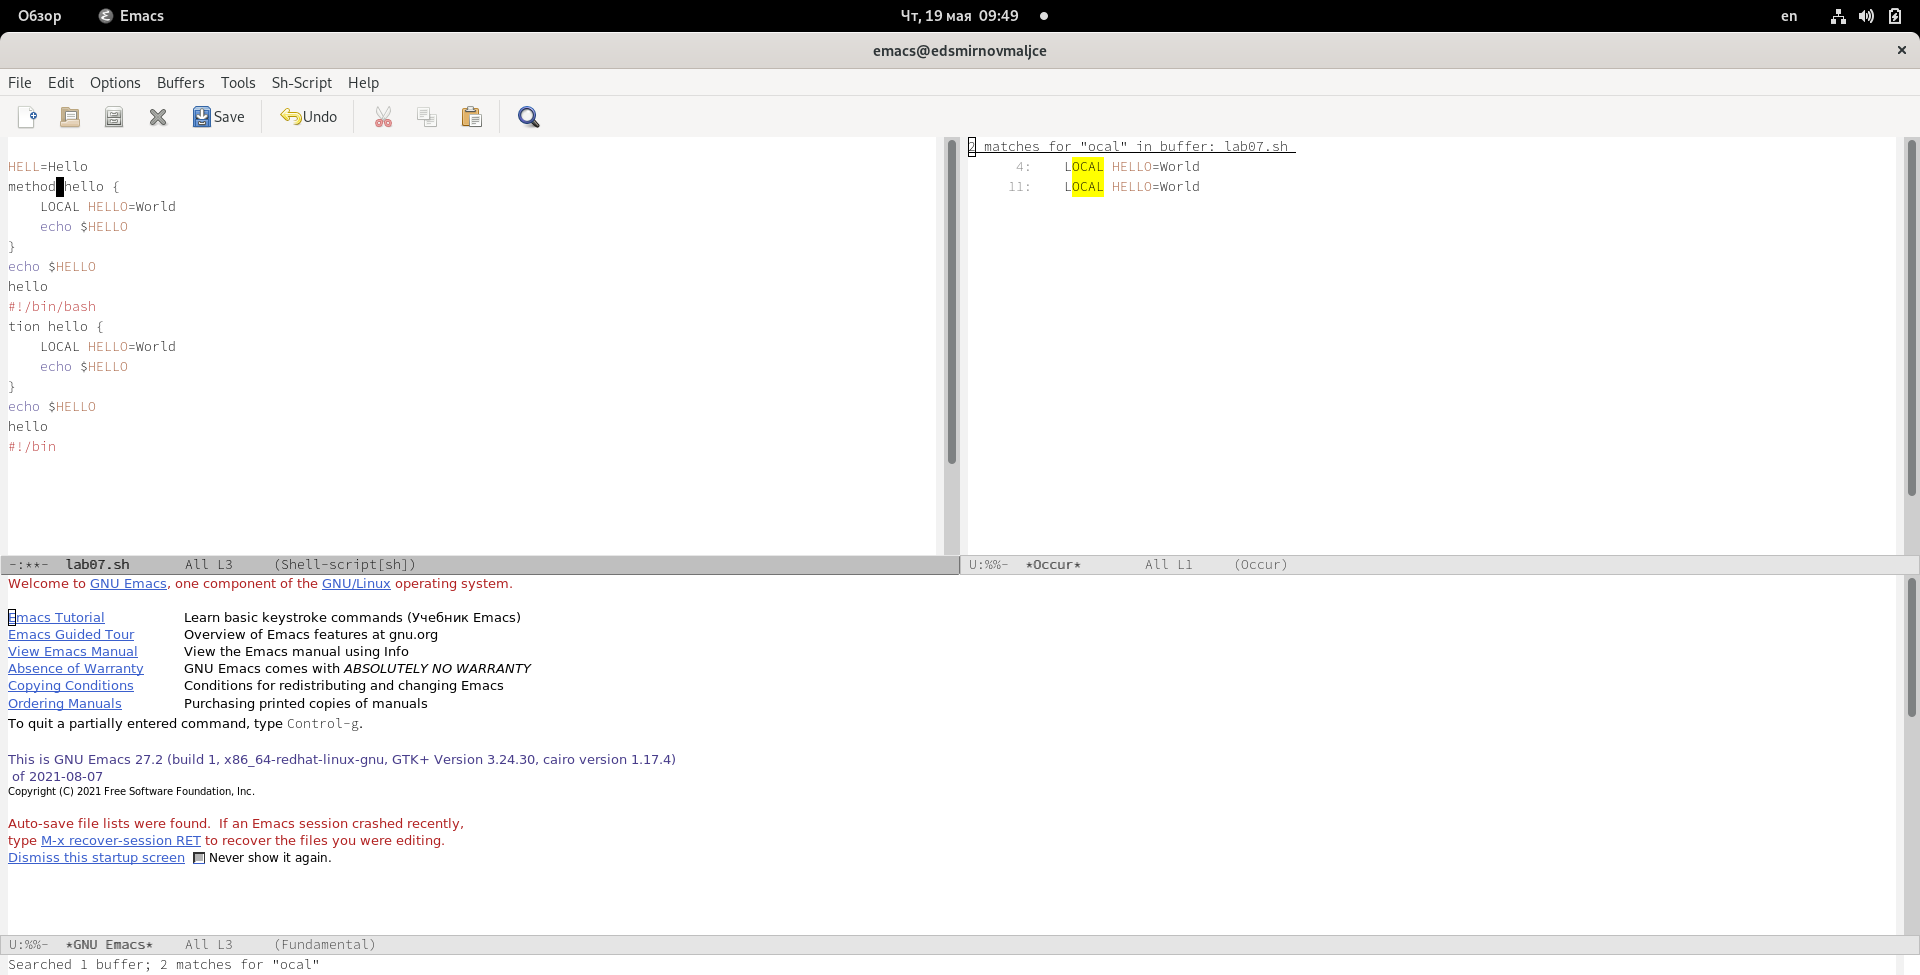 Обзор Emacs Чт, 19 мая 09:49 en
emacs@edsmirnovmaljce
File Edit Options Buffers Tools Sh-Script Help
Save Undo
HELL=Hello
method hello {
    LOCAL HELLO=World
    echo $HELLO
}
echo $HELLO
hello
#!/bin/bash
tion hello {
    LOCAL HELLO=World
    echo $HELLO
}
echo $HELLO
hello
#!/bin
-:**- lab07.sh All L3 (Shell-script[sh])
2 matches for "ocal" in buffer: lab07.sh
4: LOCAL HELLO=World
11: LOCAL HELLO=World
U:%%- *Occur* All L1 (Occur)
Welcome to GNU Emacs, one component of the GNU/Linux operating system.
Emacs Tutorial Learn basic keystroke commands (Учебник Emacs)
Emacs Guided Tour Overview of Emacs features at gnu.org
View Emacs Manual View the Emacs manual using Info
Absence of Warranty GNU Emacs comes with ABSOLUTELY NO WARRANTY
Copying Conditions Conditions for redistributing and changing Emacs
Ordering Manuals Purchasing printed copies of manuals
To quit a partially entered command, type Control-g.
This is GNU Emacs 27.2 (build 1, x86_64-redhat-linux-gnu, GTK+ Version 3.24.30, cairo version 1.17.4)
of 2021-08-07
Copyright (C) 2021 Free Software Foundation, Inc.
Auto-save file lists were found. If an Emacs session crashed recently,
type M-x recover-session RET to recover the files you were editing.
Dismiss this startup screen Never show it again.
U:%%- *GNU Emacs* All L3 (Fundamental)
Searched 1 buffer; 2 matches for "ocal"